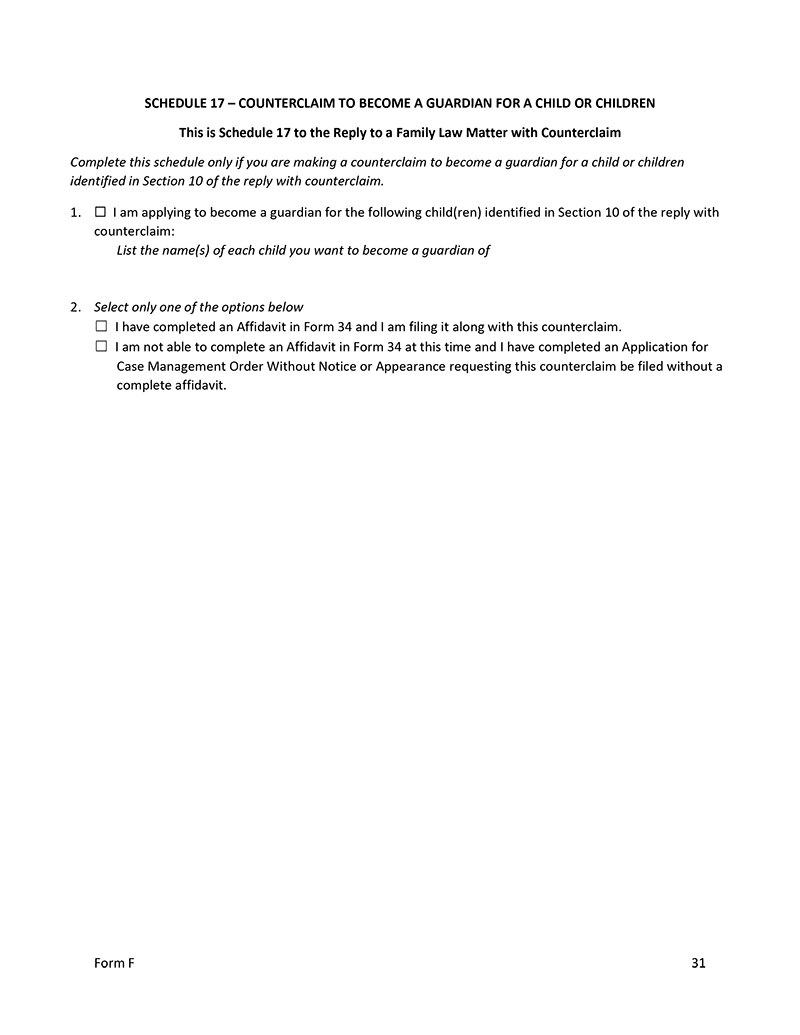 SCHEDULE 17 – COUNTERCLAIM TO BECOME A GUARDIAN FOR A CHILD OR CHILDREN
This is Schedule 17 to the Reply to a Family Law Matter with Counterclaim
Complete this schedule only if you are making a counterclaim to become a guardian for a child or children
identified in Section 10 of the reply with counterclaim.
1. ☐ I am applying to become a guardian for the following child(ren) identified in Section 10 of the reply with
counterclaim:
List the name(s) of each child you want to become a guardian of
2. Select only one of the options below
☐ I have completed an Affidavit in Form 34 and I am filing it along with this counterclaim.
☐ I am not able to complete an Affidavit in Form 34 at this time and I have completed an Application for
Case Management Order Without Notice or Appearance requesting this counterclaim be filed without a
complete affidavit.
Form F 31